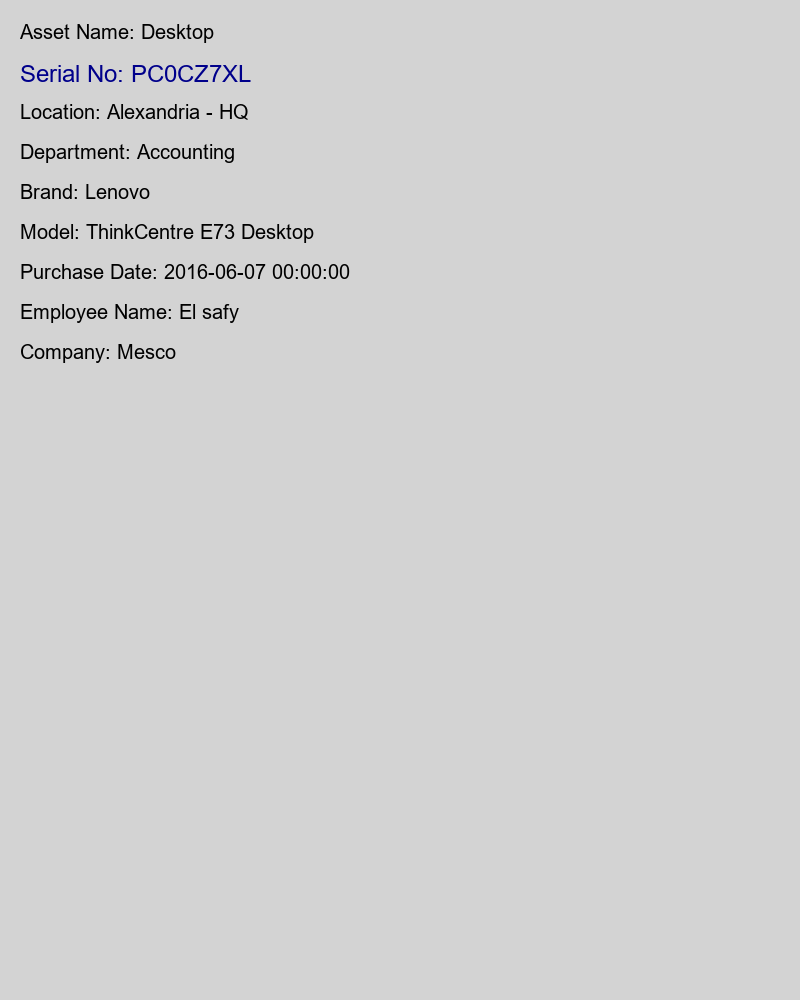 Asset Name: Desktop
Serial No: PC0CZ7XL
Location: Alexandria - HQ
Department: Accounting
Brand: Lenovo
Model: ThinkCentre E73 Desktop
Purchase Date: 2016-06-07 00:00:00
Employee Name: El safy
Company: Mesco